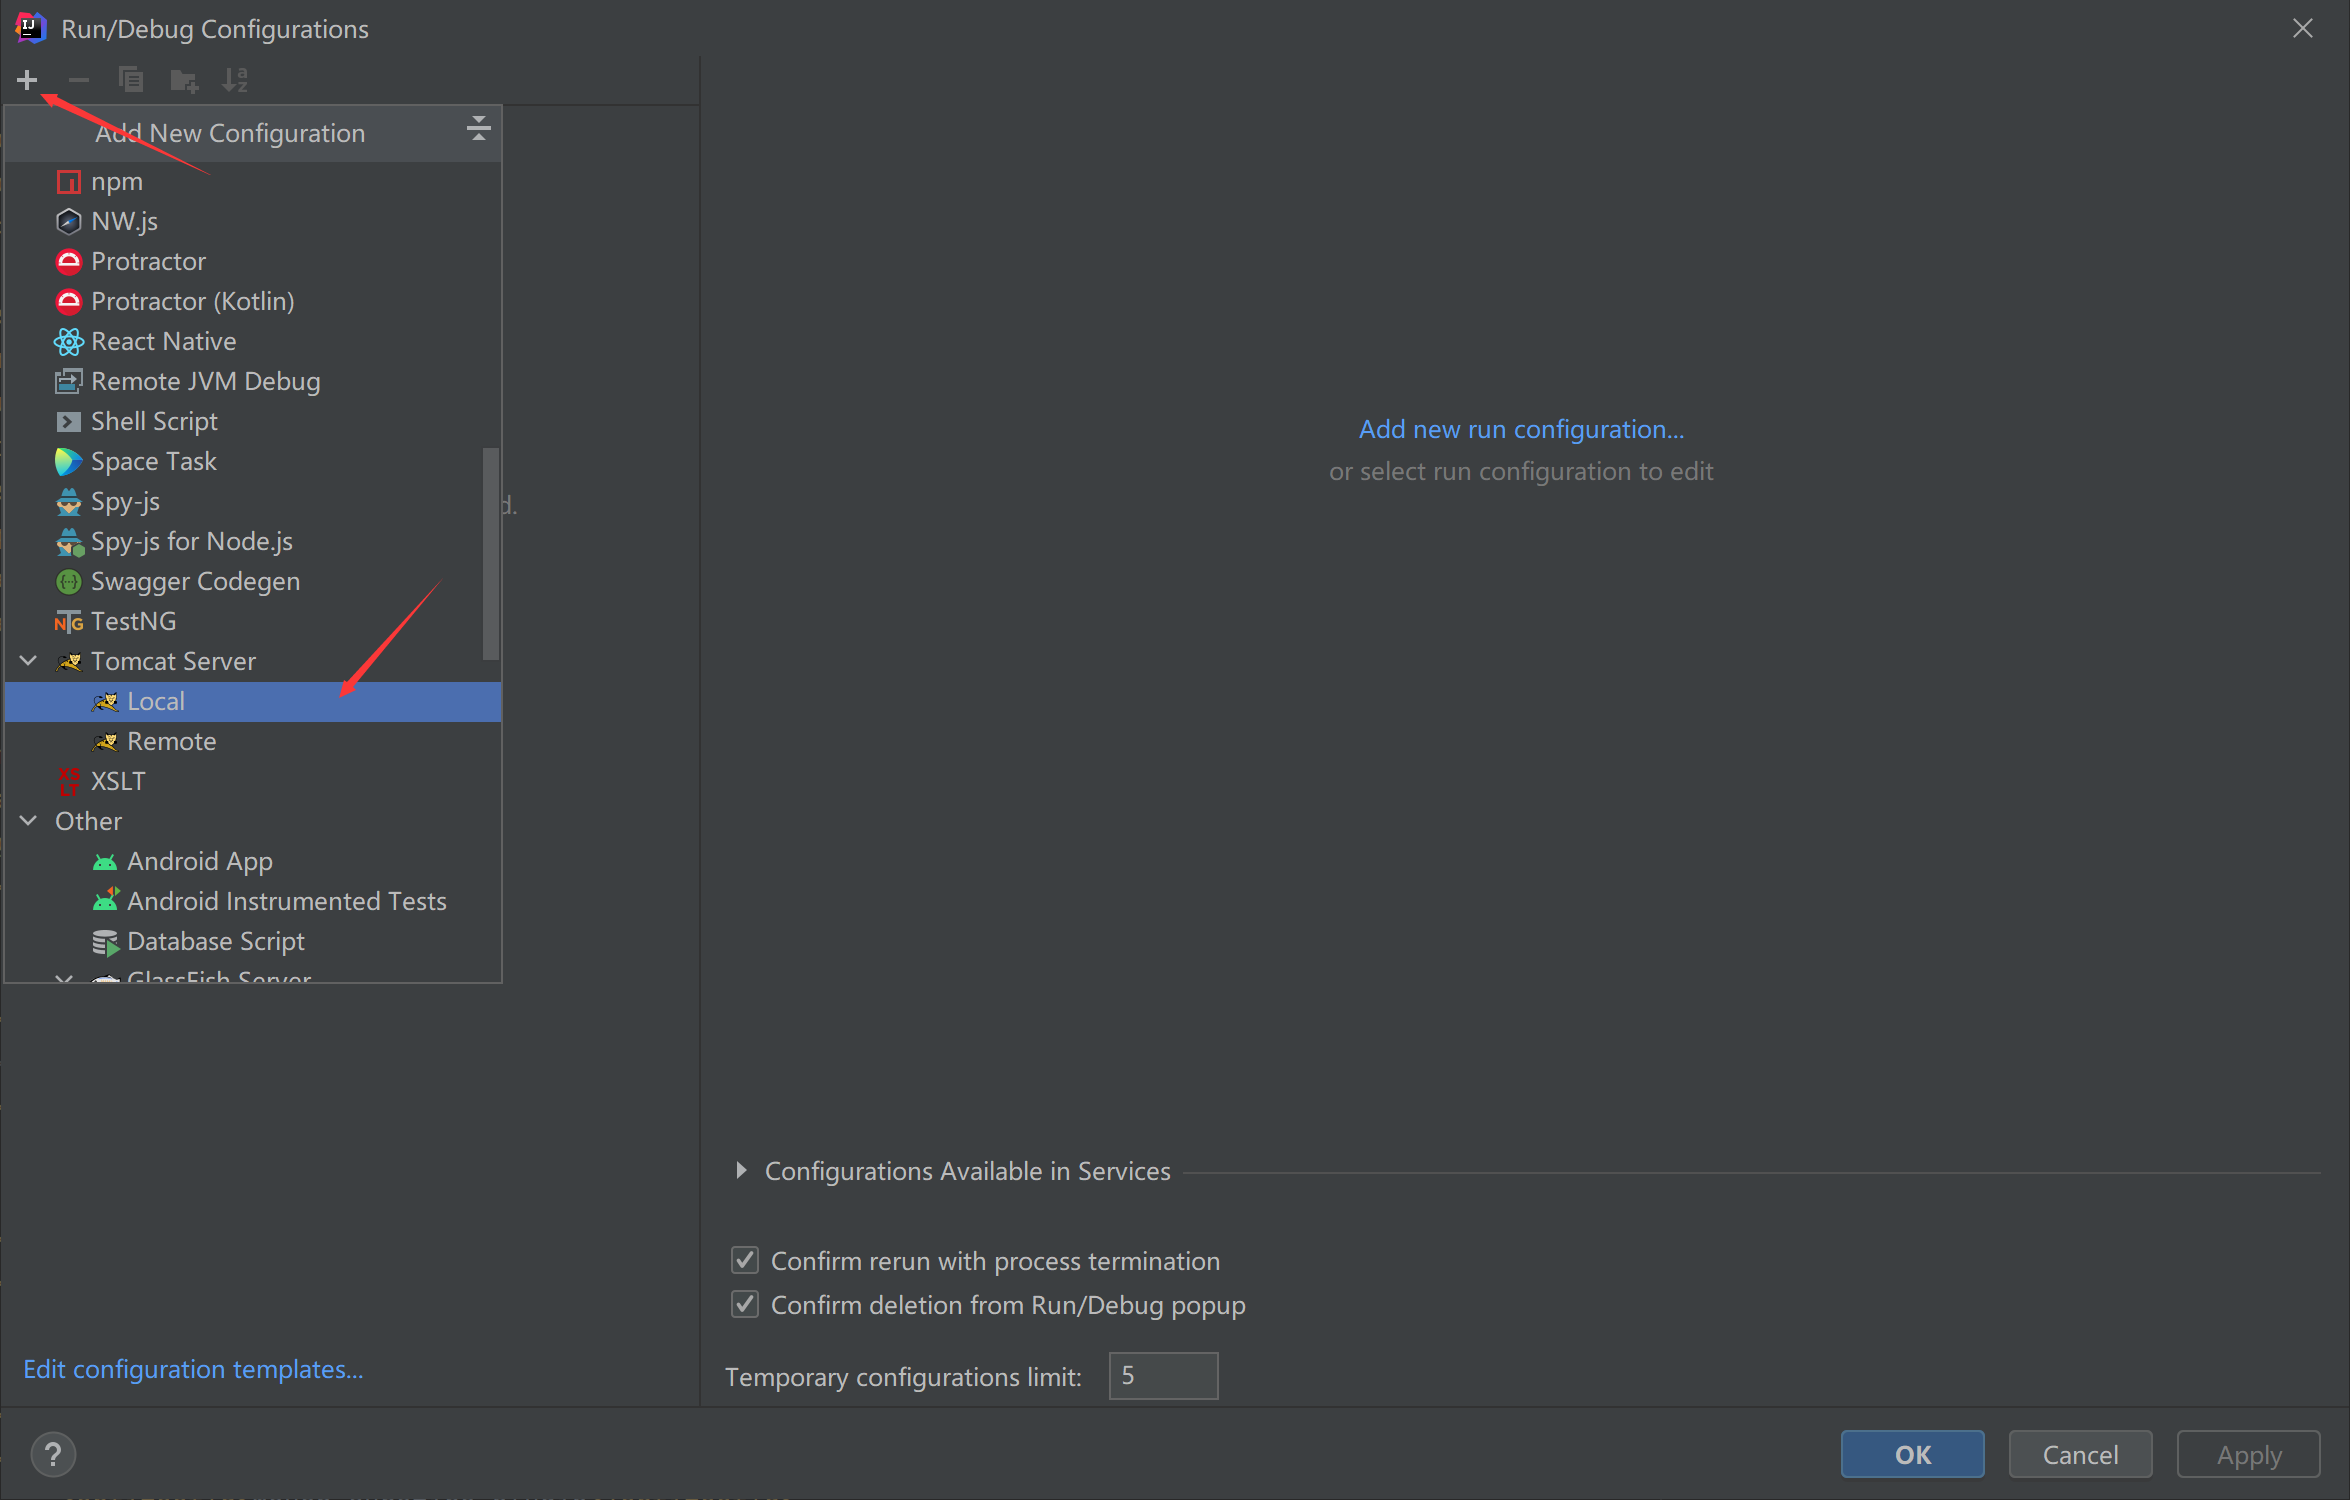 Run/Debug Configurations
Add New Configuration
npm
NW.js
Protractor
Protractor (Kotlin)
React Native
Remote JVM Debug
Shell Script
Space Task
Spy-js
Spy-js for Node.js
Swagger Codegen
TestNG
Tomcat Server
Local
Remote
XSLT
Other
Android App
Android Instrumented Tests
Database Script
GlassFish Server
d.
Add new run configuration...
or select run configuration to edit
Configurations Available in Services
Confirm rerun with process termination
Confirm deletion from Run/Debug popup
Temporary configurations limit: 5
Edit configuration templates...
?
OK
Cancel
Apply